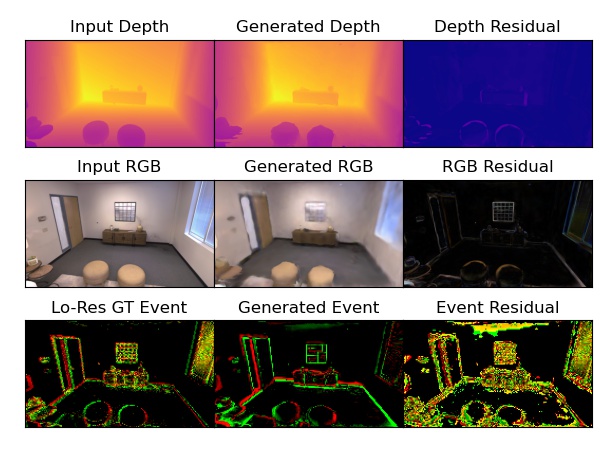 Input Depth Generated Depth Depth Residual
Input RGB Generated RGB RGB Residual
Lo-Res GT Event Generated Event Event Residual